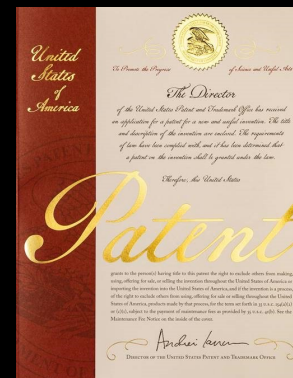 United
States
of
America
To Promote the Progress of Science and Useful Arts
The Director
of the United States Patent and Trademark Office has received
an application for a patent for a new and useful invention. The title
and description of the invention are enclosed. The requirements
of law have been complied with, and it has been determined that
a patent on the invention shall be granted under the law.
Therefore, this United States
Patent
grants to the person(s) having title to this patent the right to exclude others from making,
using, offering for sale, or selling the invention throughout the United States of America or
importing the invention into the United States of America, and if the invention is a process,
of the right to exclude others from using, offering for sale or selling throughout the United
States of America, products made by that process, for the term set forth in 35 U.S.C.
or (c)(1), subject to the payment of maintenance fees as provided by 35 U.S.C. 41(b). See the
Maintenance Fee Notice on the inside of the cover.
Andrei Iancu
Director of the United States Patent and Trademark Office